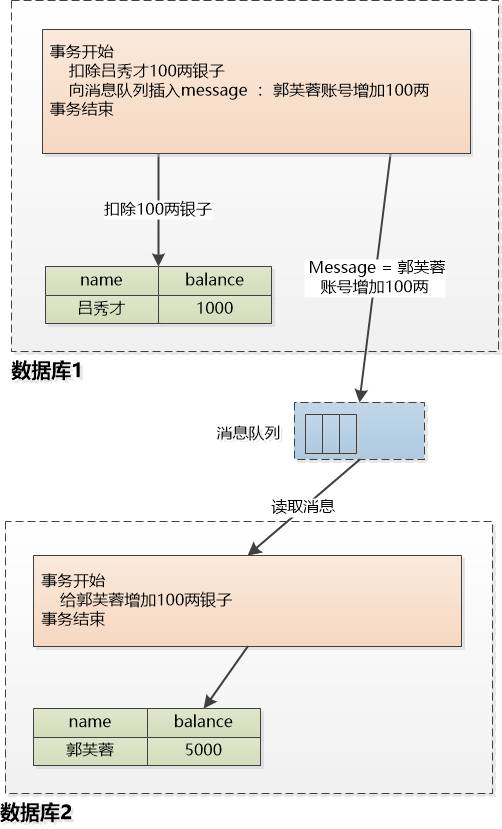 事务开始
扣除吕秀才100两银子
向消息队列插入message ： 郭芙蓉账号增加100两
事务结束
扣除100两银子
name balance
吕秀才 1000
Message = 郭芙蓉
账号增加100两
数据库1
消息队列
读取消息
事务开始
给郭芙蓉增加100两银子
事务结束
name balance
郭芙蓉 5000
数据库2